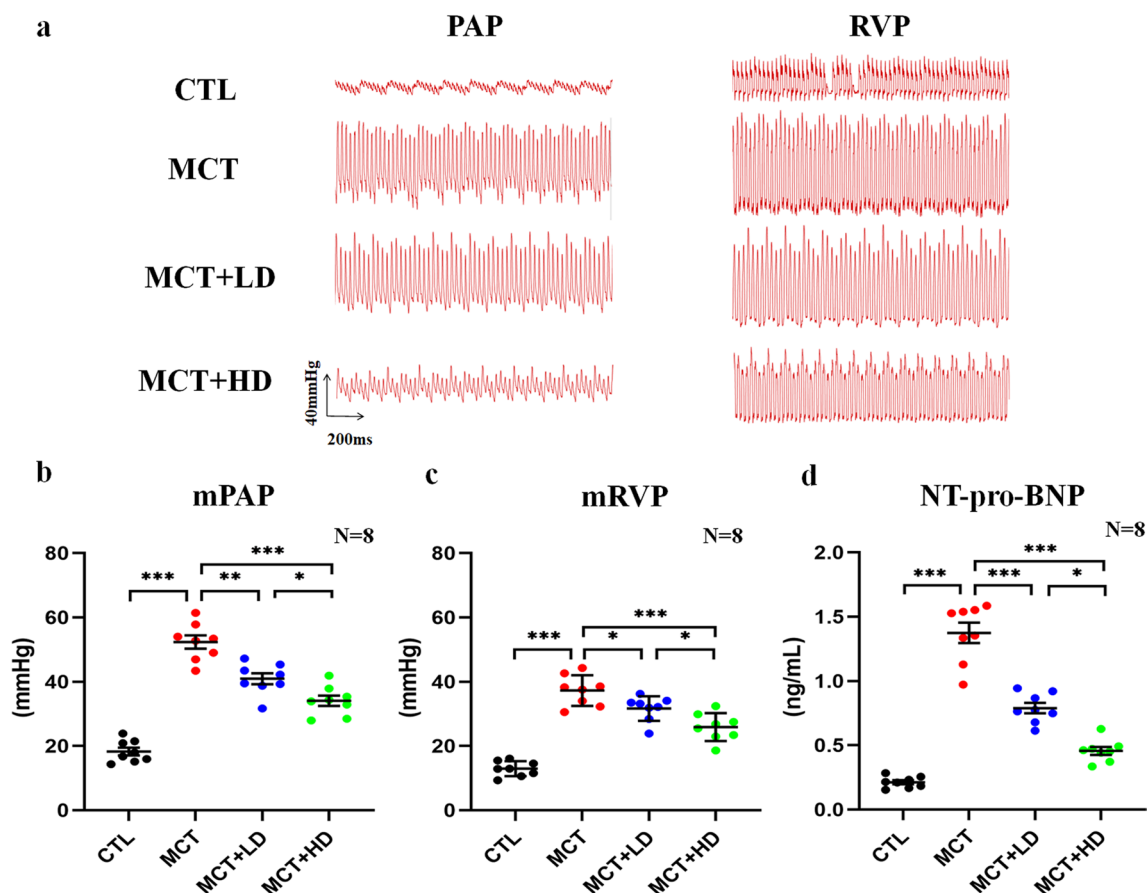 a
PAP
RVP
CTL
MCT
MCT+LD
MCT+HD
40mmHg
200ms
b
mPAP
N=8
***
*** ** *
80
60
40
20
0
(mmHg)
CTL
MCT
MCT+LD
MCT+HD
c
mRVP
N=8
***
*** * *
80
60
40
20
0
(mmHg)
CTL
MCT
MCT+LD
MCT+HD
d
NT-pro-BNP
N=8
***
*** *** *
2.0
1.5
1.0
0.5
0.0
(ng/mL)
CTL
MCT
MCT+LD
MCT+HD